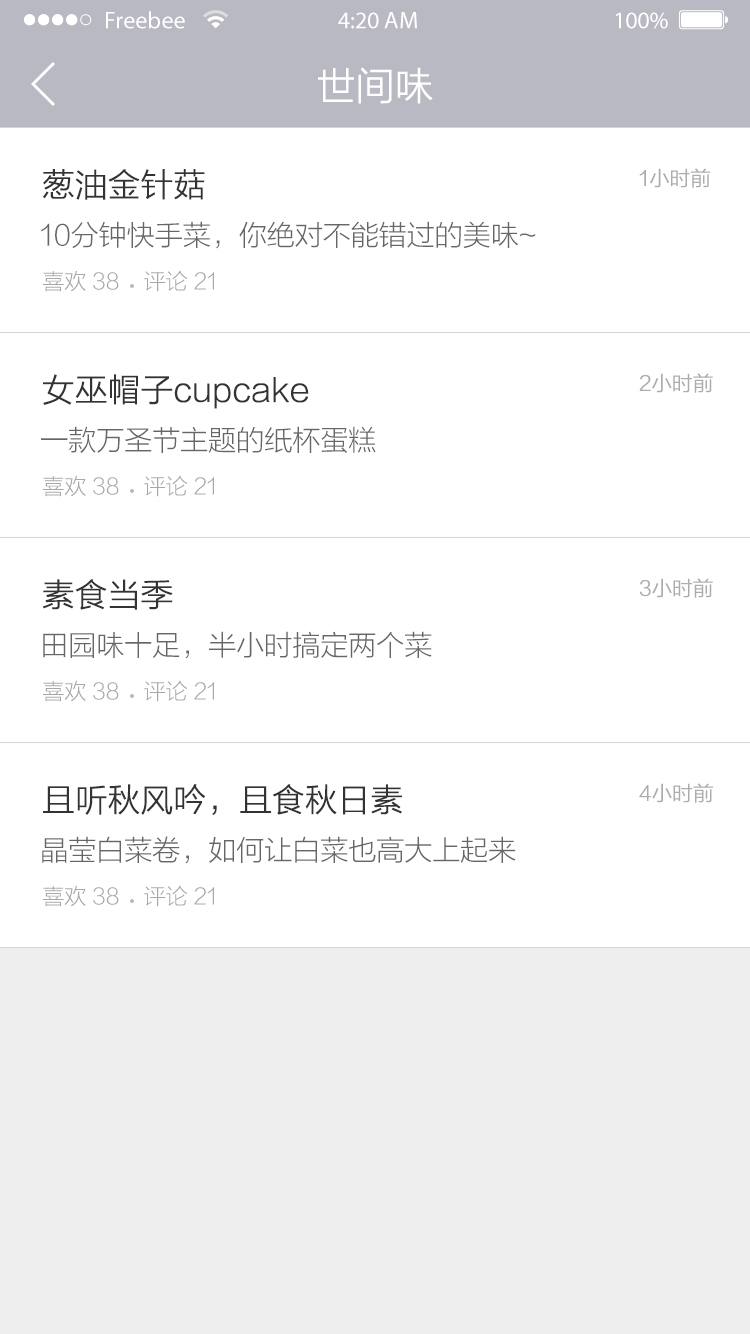 Freebee 4:20 AM 100%
世间味
葱油金针菇 1小时前
10分钟快手菜，你绝对不能错过的美味~
喜欢 38 . 评论 21
女巫帽子cupcake 2小时前
一款万圣节主题的纸杯蛋糕
喜欢 38 . 评论 21
素食当季 3小时前
田园味十足，半小时搞定两个菜
喜欢 38 . 评论 21
且听秋风吟，且食秋日素 4小时前
晶莹白菜卷，如何让白菜也高大上起来
喜欢 38 . 评论 21